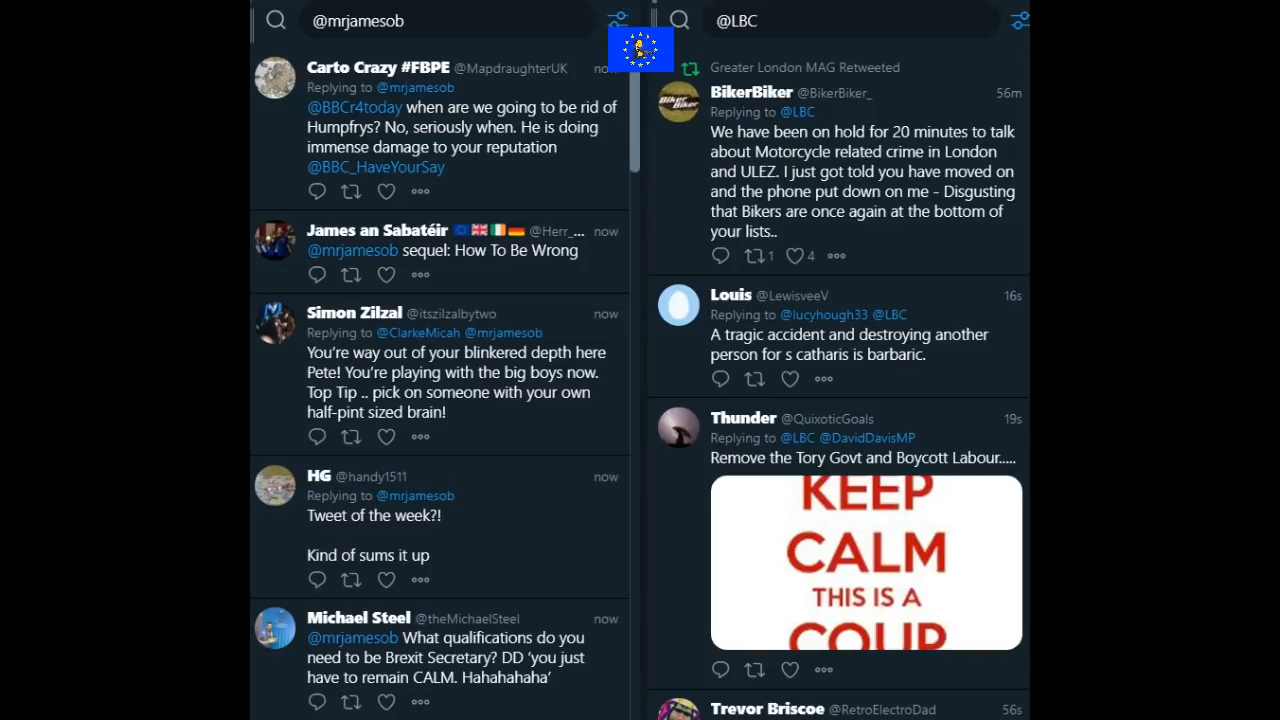 @mrjamesob
Carto Crazy #FBPE @MapdraughterUK now
Replying to @mrjamesob
@BBCr4today when are we going to be rid of
Humpfrys? No, seriously when. He is doing
immense damage to your reputation
@BBC_HaveYourSay
James an Sabatéir 🇪🇺🇬🇧🇮🇪🇩🇪 @Herr_... now
@mrjamesob sequel: How To Be Wrong
Simon Zilzal @itszilzalbytwo now
Replying to @ClarkeMicah @mrjamesob
You're way out of your blinkered depth here
Pete! You're playing with the big boys now.
Top Tip .. pick on someone with your own
half-pint sized brain!
HG @handy1511 now
Replying to @mrjamesob
Tweet of the week?!
Kind of sums it up
Michael Steel @theMichaelSteel now
@mrjamesob What qualifications do you
need to be Brexit Secretary? DD 'you just
have to remain CALM. Hahahahaha'
@LBC
Greater London MAG Retweeted
BikerBiker @BikerBiker_ 56m
Replying to @LBC
We have been on hold for 20 minutes to talk
about Motorcycle related crime in London
and ULEZ. I just got told you have moved on
and the phone put down on me - Disgusting
that Bikers are once again at the bottom of
your lists..
1 4
Louis @LewisveeV 16s
Replying to @lucyhough33 @LBC
A tragic accident and destroying another
person for s catharis is barbaric.
Thunder @QuixoticGoals 19s
Replying to @LBC @DavidDavisMP
Remove the Tory Govt and Boycott Labour.....
KEEP
CALM
THIS IS A
COUP
Trevor Briscoe @RetroElectroDad 56s